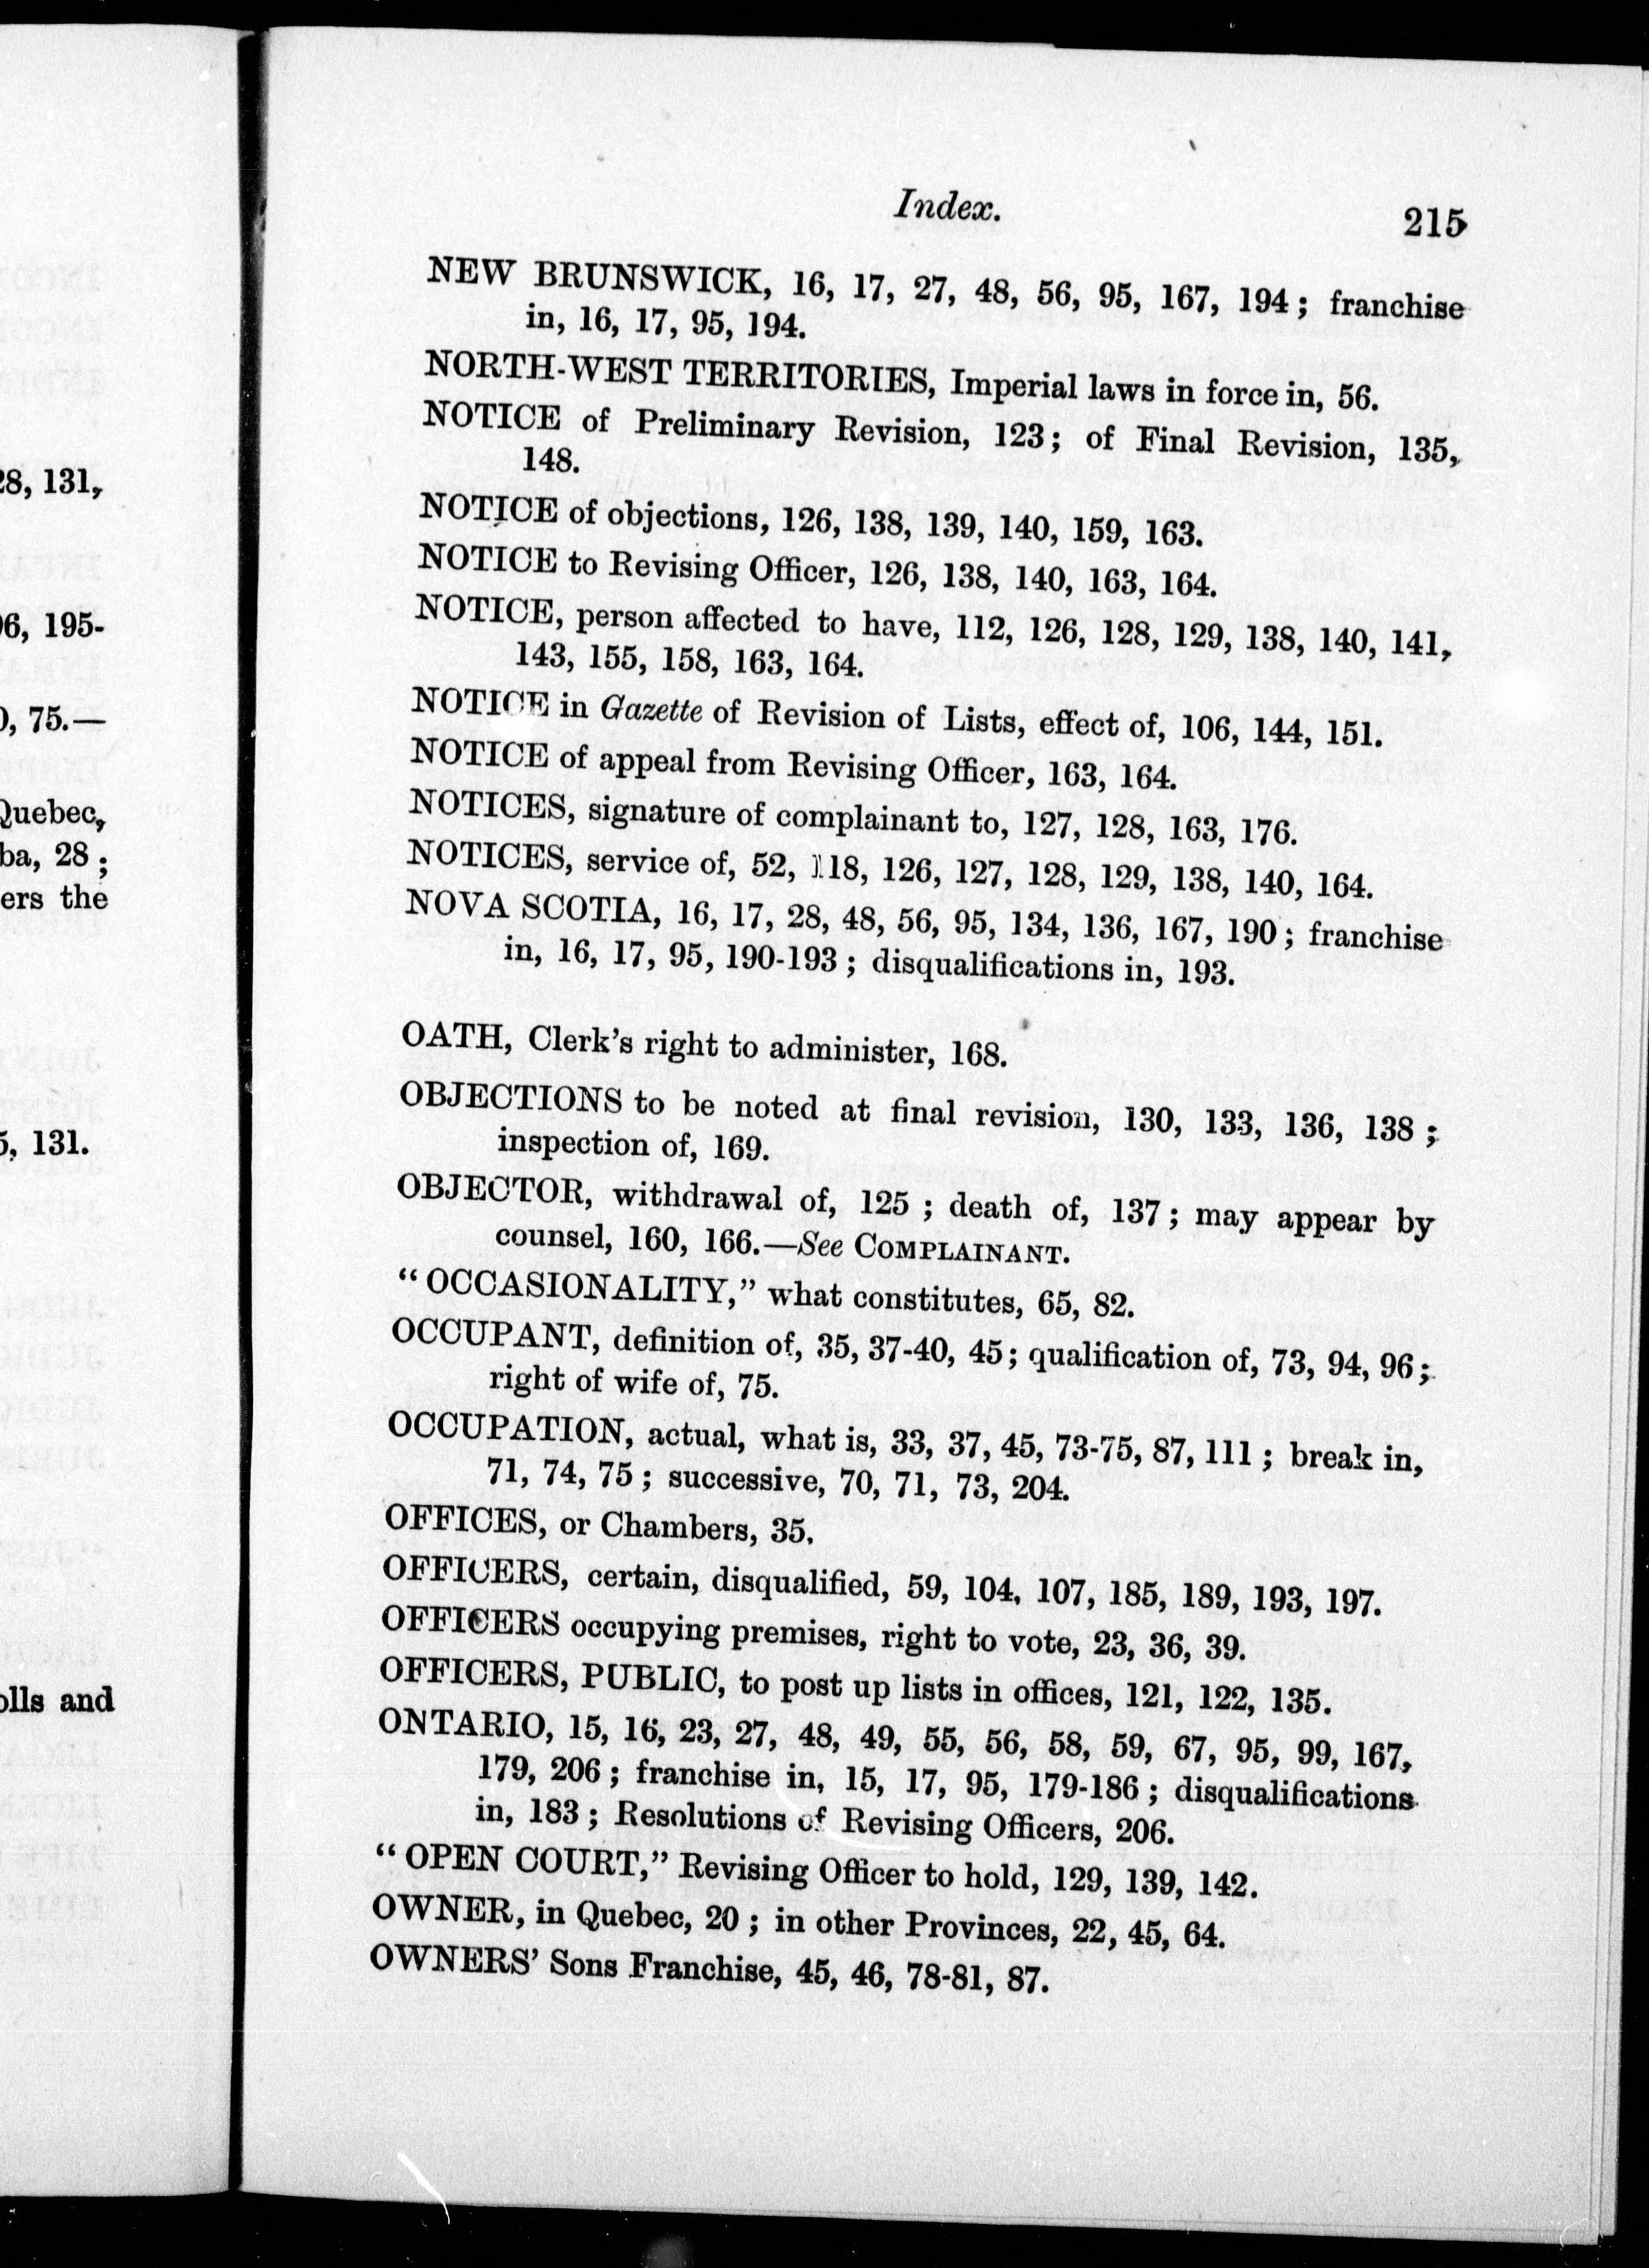 28, 131,
96, 195-
0, 75.—
Quebec,
ba, 28 ;
ers the
5, 131.
olls and
Index.
215
NEW BRUNSWICK, 16, 17, 27, 48, 56, 95, 167, 194 ; franchise
in, 16, 17, 95, 194.
NORTH-WEST TERRITORIES, Imperial laws in force in, 56.
NOTICE of Preliminary Revision, 123 ; of Final Revision, 135,
148.
NOTICE of objections, 126, 138, 139, 140, 159, 163.
NOTICE to Revising Officer, 126, 138, 140, 163, 164.
NOTICE, person affected to have, 112, 126, 128, 129, 138, 140, 141,
143, 155, 158, 163, 164.
NOTICE in Gazette of Revision of Lists, effect of, 106, 144, 151.
NOTICE of appeal from Revising Officer, 163, 164.
NOTICES, signature of complainant to, 127, 128, 163, 176.
NOTICES, service of, 52, 118, 126, 127, 128, 129, 138, 140, 164.
NOVA SCOTIA, 16, 17, 28, 48, 56, 95, 134, 136, 167, 190 ; franchise
in, 16, 17, 95, 190-193 ; disqualifications in, 193.
OATH, Clerk's right to administer, 168.
OBJECTIONS to be noted at final revision, 130, 133, 136, 138 ;
inspection of, 169.
OBJECTOR, withdrawal of, 125 ; death of, 137 ; may appear by
counsel, 160, 166.—See COMPLAINANT.
“ OCCASIONALITY,” what constitutes, 65, 82.
OCCUPANT, definition of, 35, 37-40, 45 ; qualification of, 73, 94, 96 ;
right of wife of, 75.
OCCUPATION, actual, what is, 33, 37, 45, 73-75, 87, 111 ; break in,
71, 74, 75 ; successive, 70, 71, 73, 204.
OFFICES, or Chambers, 35.
OFFICERS, certain, disqualified, 59, 104, 107, 185, 189, 193, 197.
OFFICERS occupying premises, right to vote, 23, 36, 39.
OFFICERS, PUBLIC, to post up lists in offices, 121, 122, 135.
ONTARIO, 15, 16, 23, 27, 48, 49, 55, 56, 58, 59, 67, 95, 99, 167,
179, 206 ; franchise in, 15, 17, 95, 179-186 ; disqualifications
in, 183 ; Resolutions of Revising Officers, 206.
“ OPEN COURT,” Revising Officer to hold, 129, 139, 142.
OWNER, in Quebec, 20 ; in other Provinces, 22, 45, 64.
OWNERS' Sons Franchise, 45, 46, 78-81, 87.